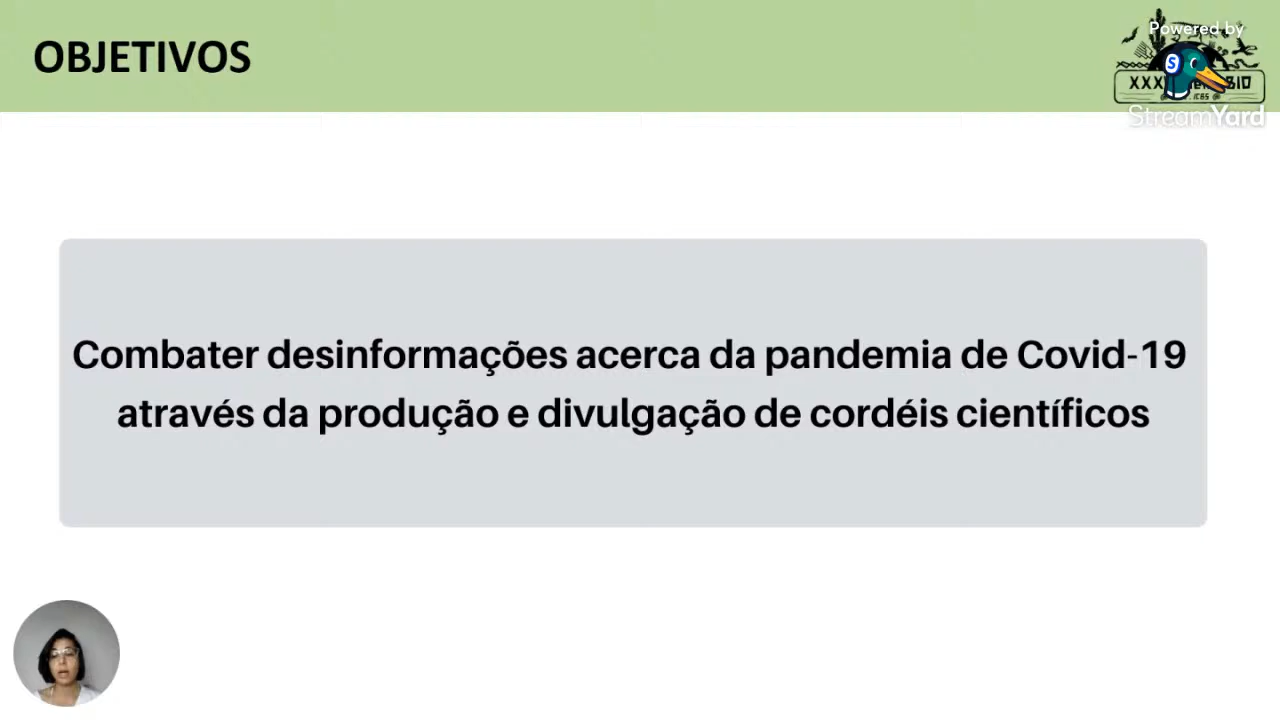 OBJETIVOS
Powered by
StreamYard
Combater desinformações acerca da pandemia de Covid-19
através da produção e divulgação de cordéis científicos